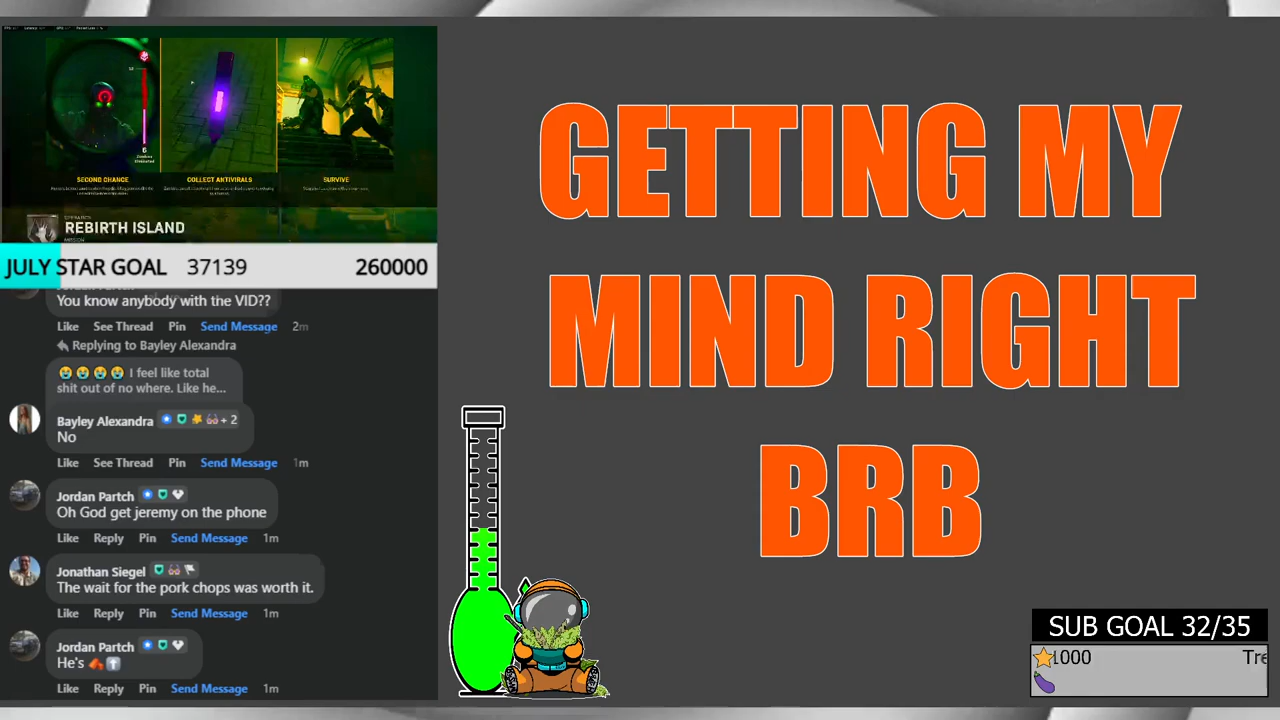 SECOND CHANCE
COLLECT ANTIVIRALS
SURVIVE
REBIRTH ISLAND
JULY STAR GOAL 37139 260000
You know anybody with the VID??
Like See Thread Pin Send Message 2m
Replying to Bayley Alexandra
😭 😭 😭 😭 I feel like total
shit out of no where. Like he...
Bayley Alexandra + 2
No
Like See Thread Pin Send Message 1m
Jordan Partch
Oh God get jeremy on the phone
Like Reply Pin Send Message 1m
Jonathan Siegel
The wait for the pork chops was worth it.
Like Reply Pin Send Message 1m
Jordan Partch
He's
Like Reply Pin Send Message 1m
GETTING MY
MIND RIGHT
BRB
SUB GOAL 32/35
1000 Tre